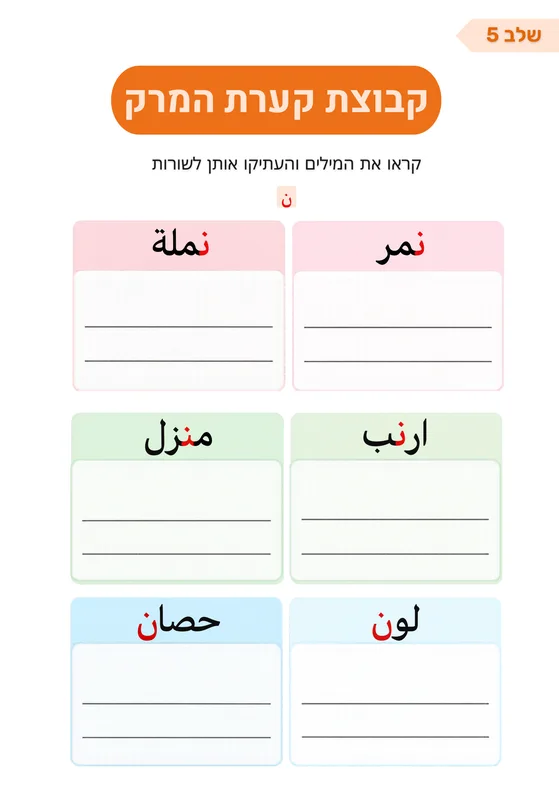 שלב 5
קבוצת קערת המרק
קראו את המילים והעתיקו אותן לשורות
ن
نمر
نملة
ارنب
منزل
لون
حصان